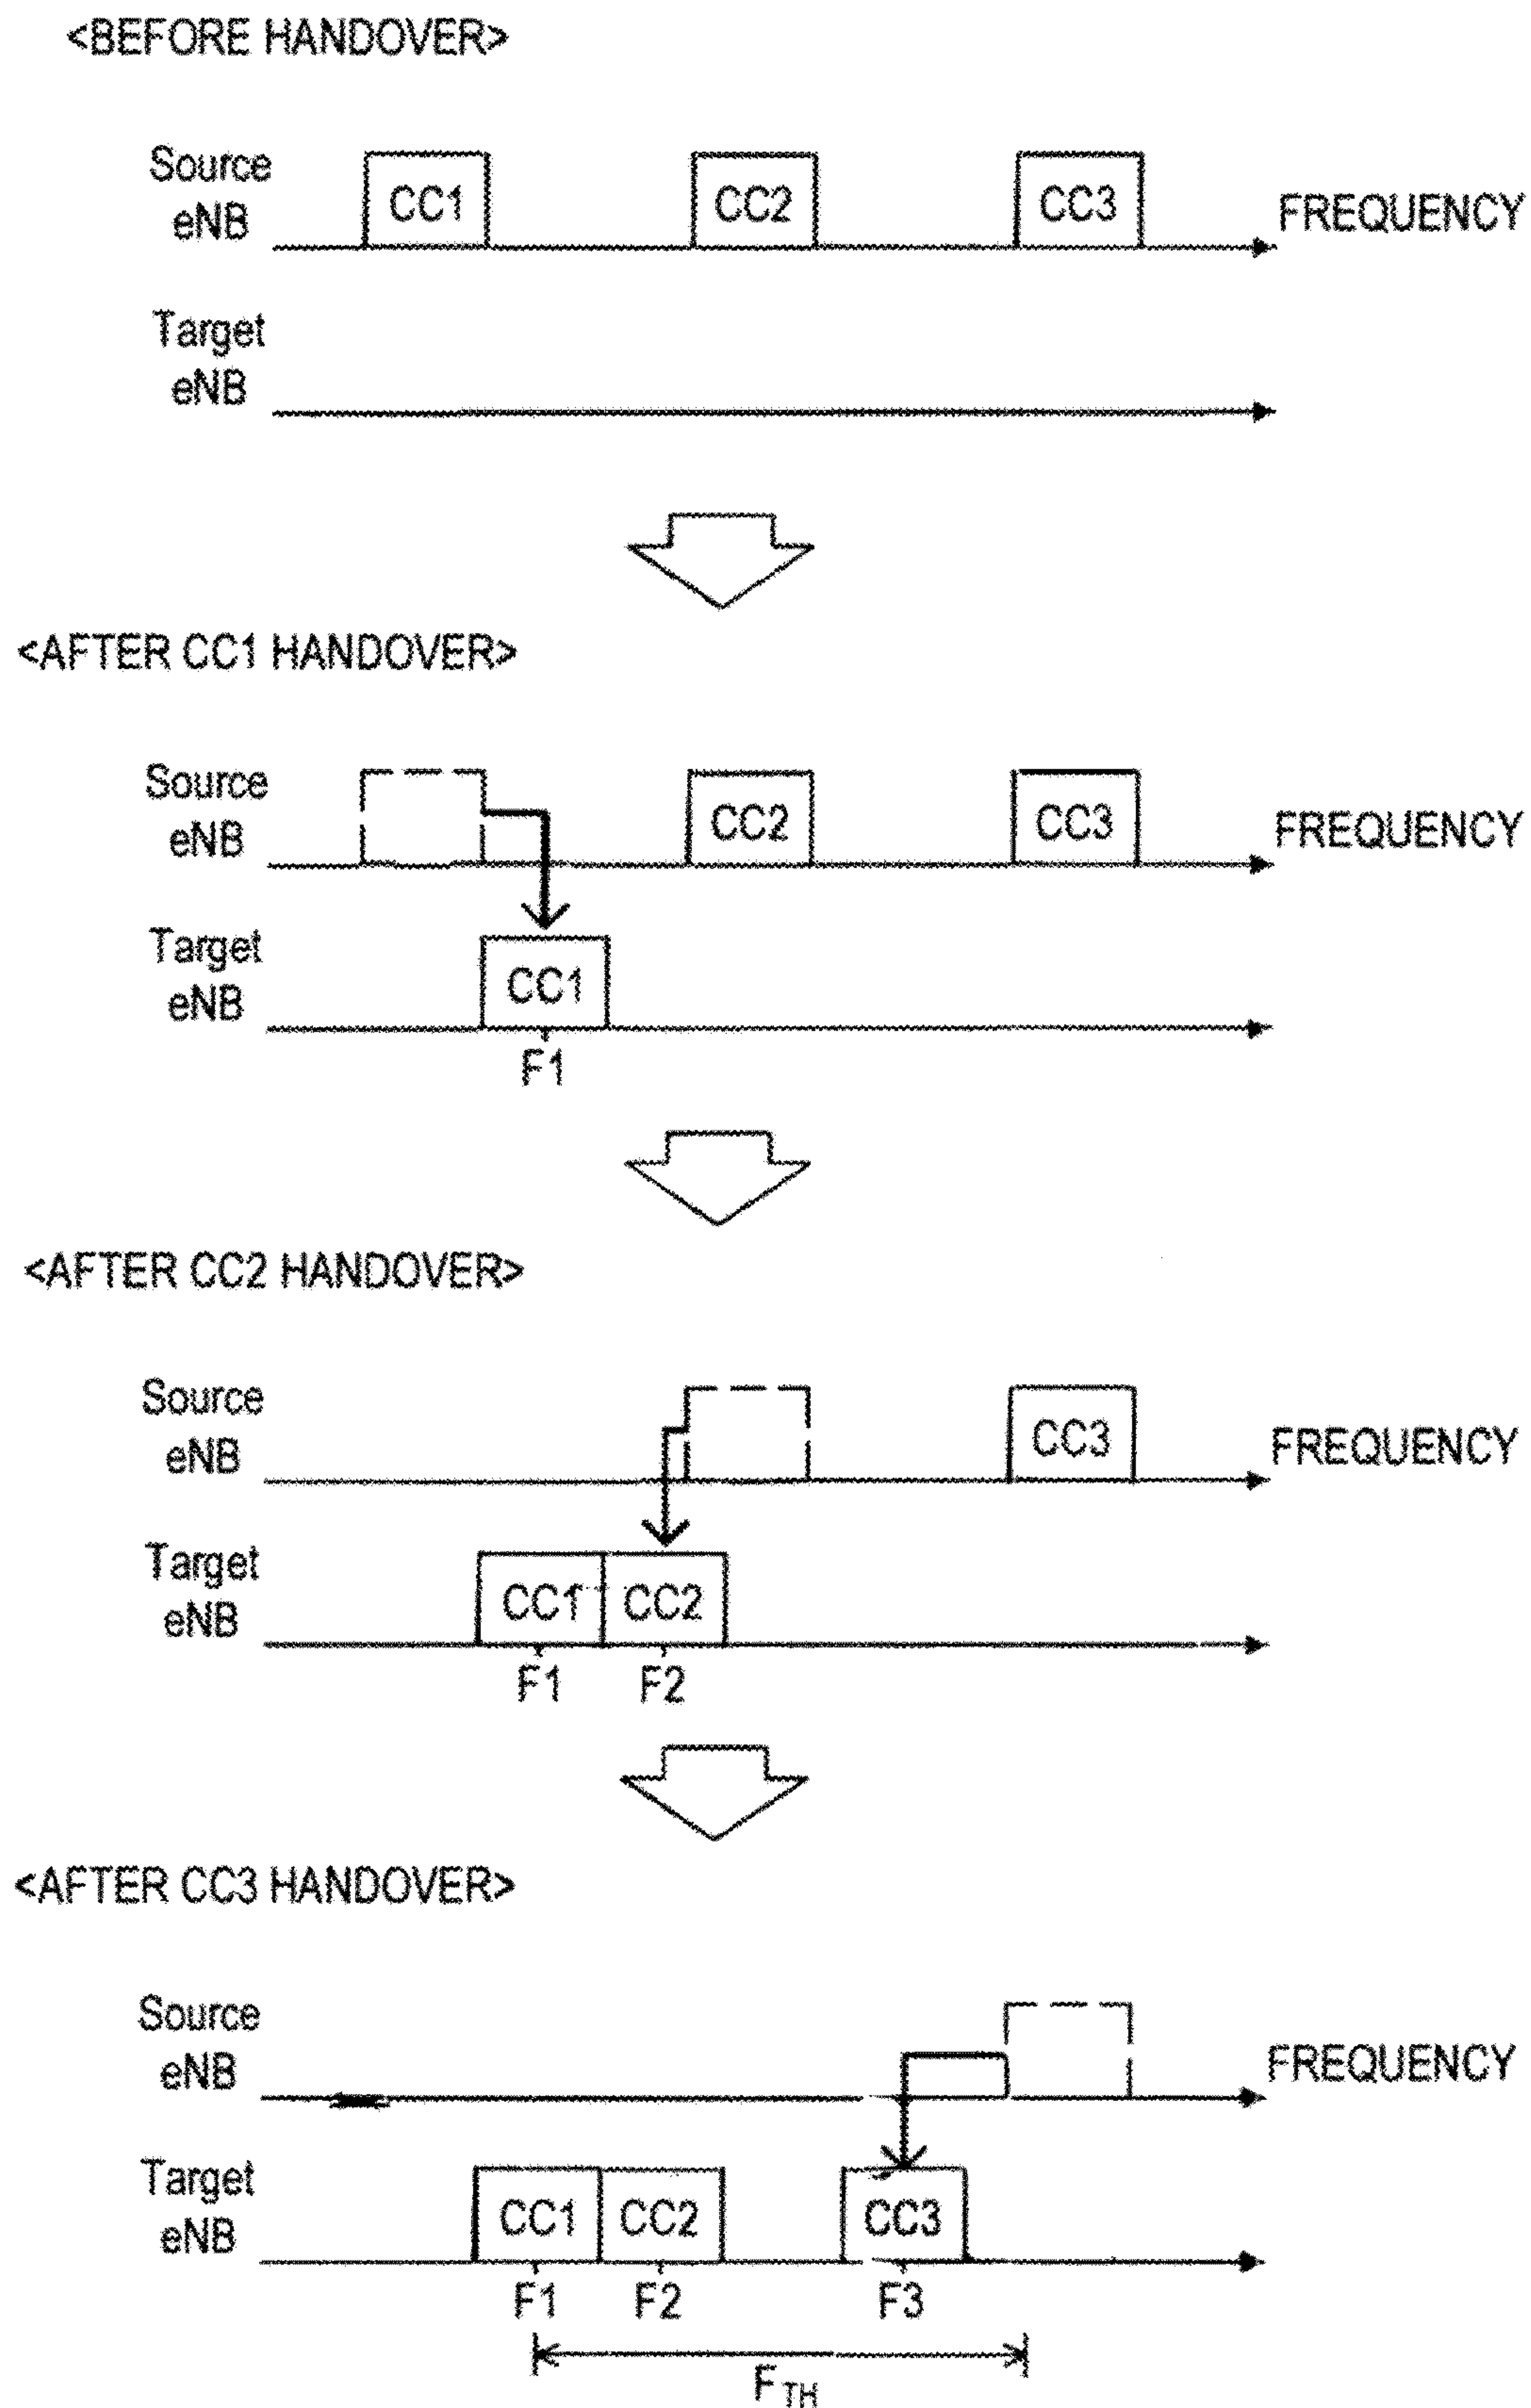 <BEFORE HANDOVER>
Source
eNB
CC1
CC2
CC3
FREQUENCY
Target
eNB
<AFTER CC1 HANDOVER>
Source
eNB
CC2
CC3
FREQUENCY
Target
eNB
CC1
F1
<AFTER CC2 HANDOVER>
Source
eNB
CC3
FREQUENCY
Target
eNB
CC1
CC2
F1
F2
<AFTER CC3 HANDOVER>
Source
eNB
FREQUENCY
Target
eNB
CC1
CC2
CC3
F1
F2
F3
F TH